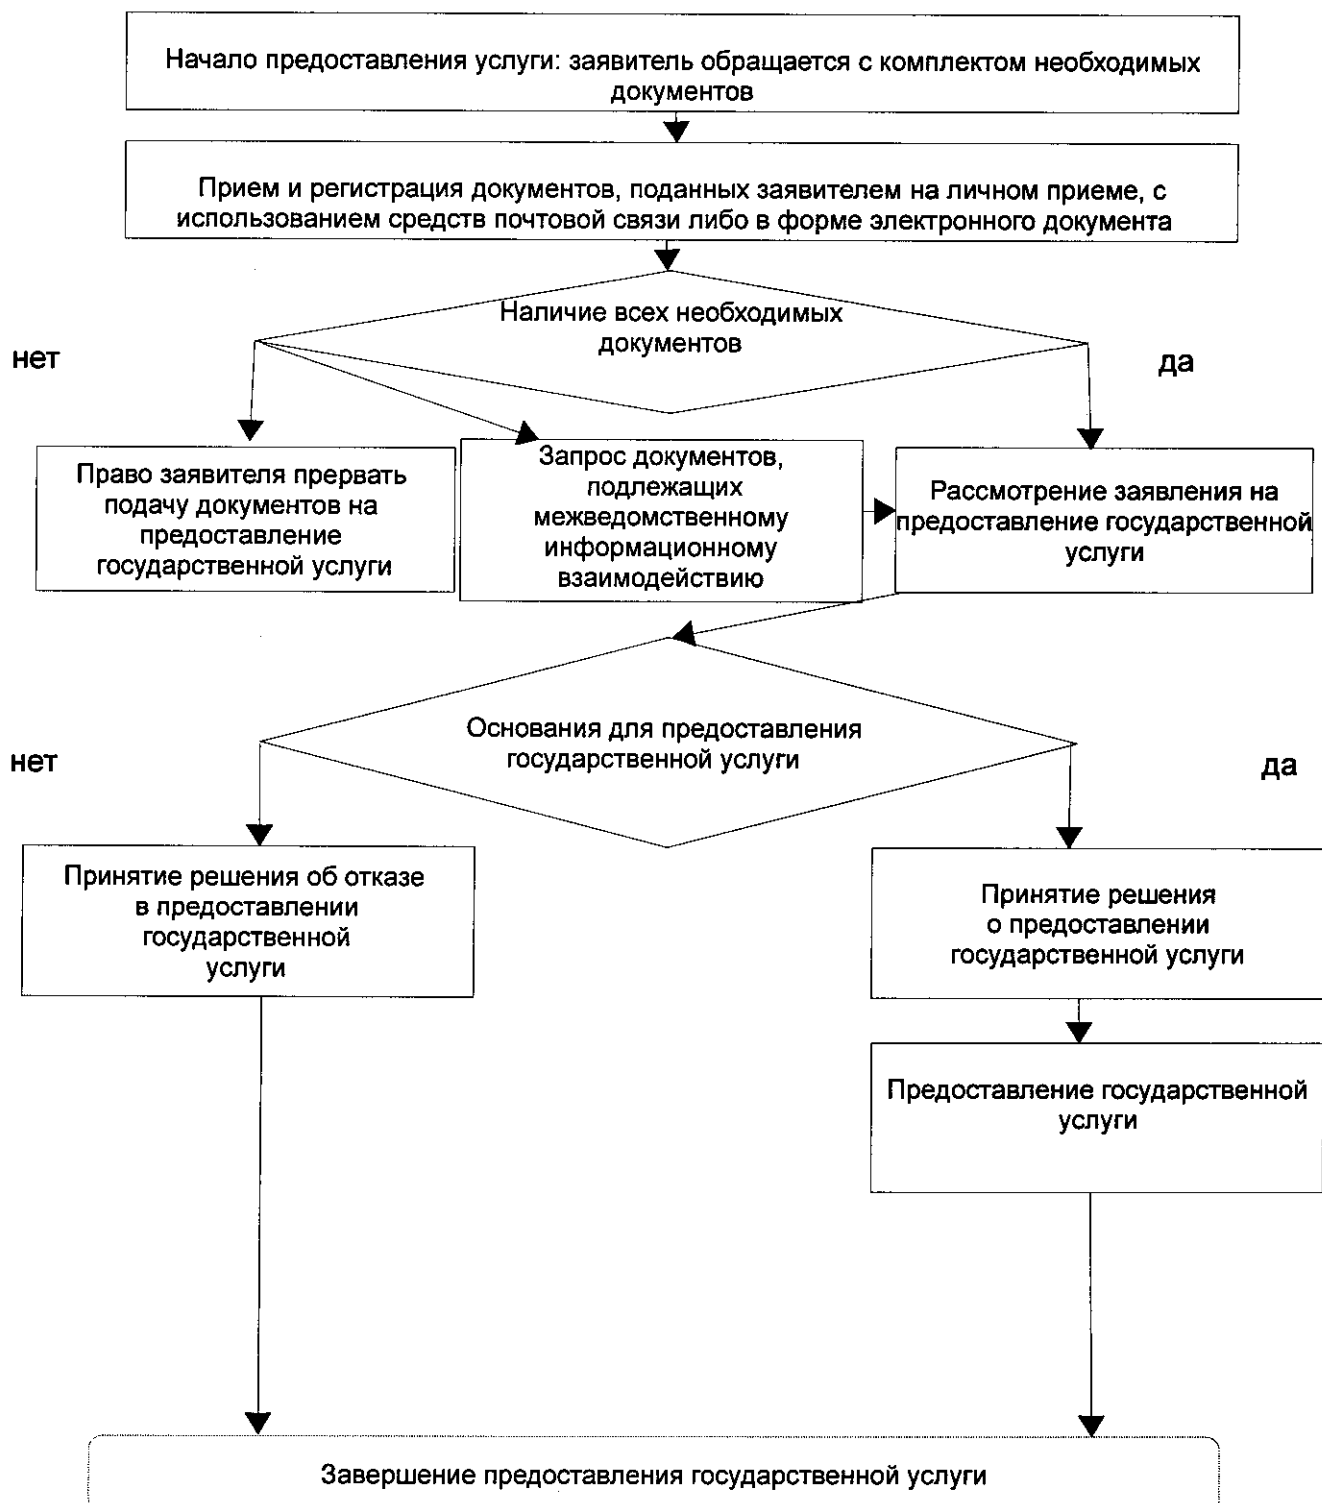 Начало предоставления услуги: заявитель обращается с комплектом необходимых
документов
Прием и регистрация документов, поданных заявителем на личном приеме, с
использованием средств почтовой связи либо в форме электронного документа
Наличие всех необходимых
документов
нет
да
Право заявителя прервать
подачу документов на
предоставление
государственной услуги
Запрос документов,
подлежащих
межведомственному
информационному
взаимодействию
Рассмотрение заявления на
предоставление государственной
услуги
Основания для предоставления
государственной услуги
нет
да
Принятие решения об отказе
в предоставлении
государственной
услуги
Принятие решения
о предоставлении
государственной услуги
Предоставление государственной
услуги
Завершение предоставления государственной услуги